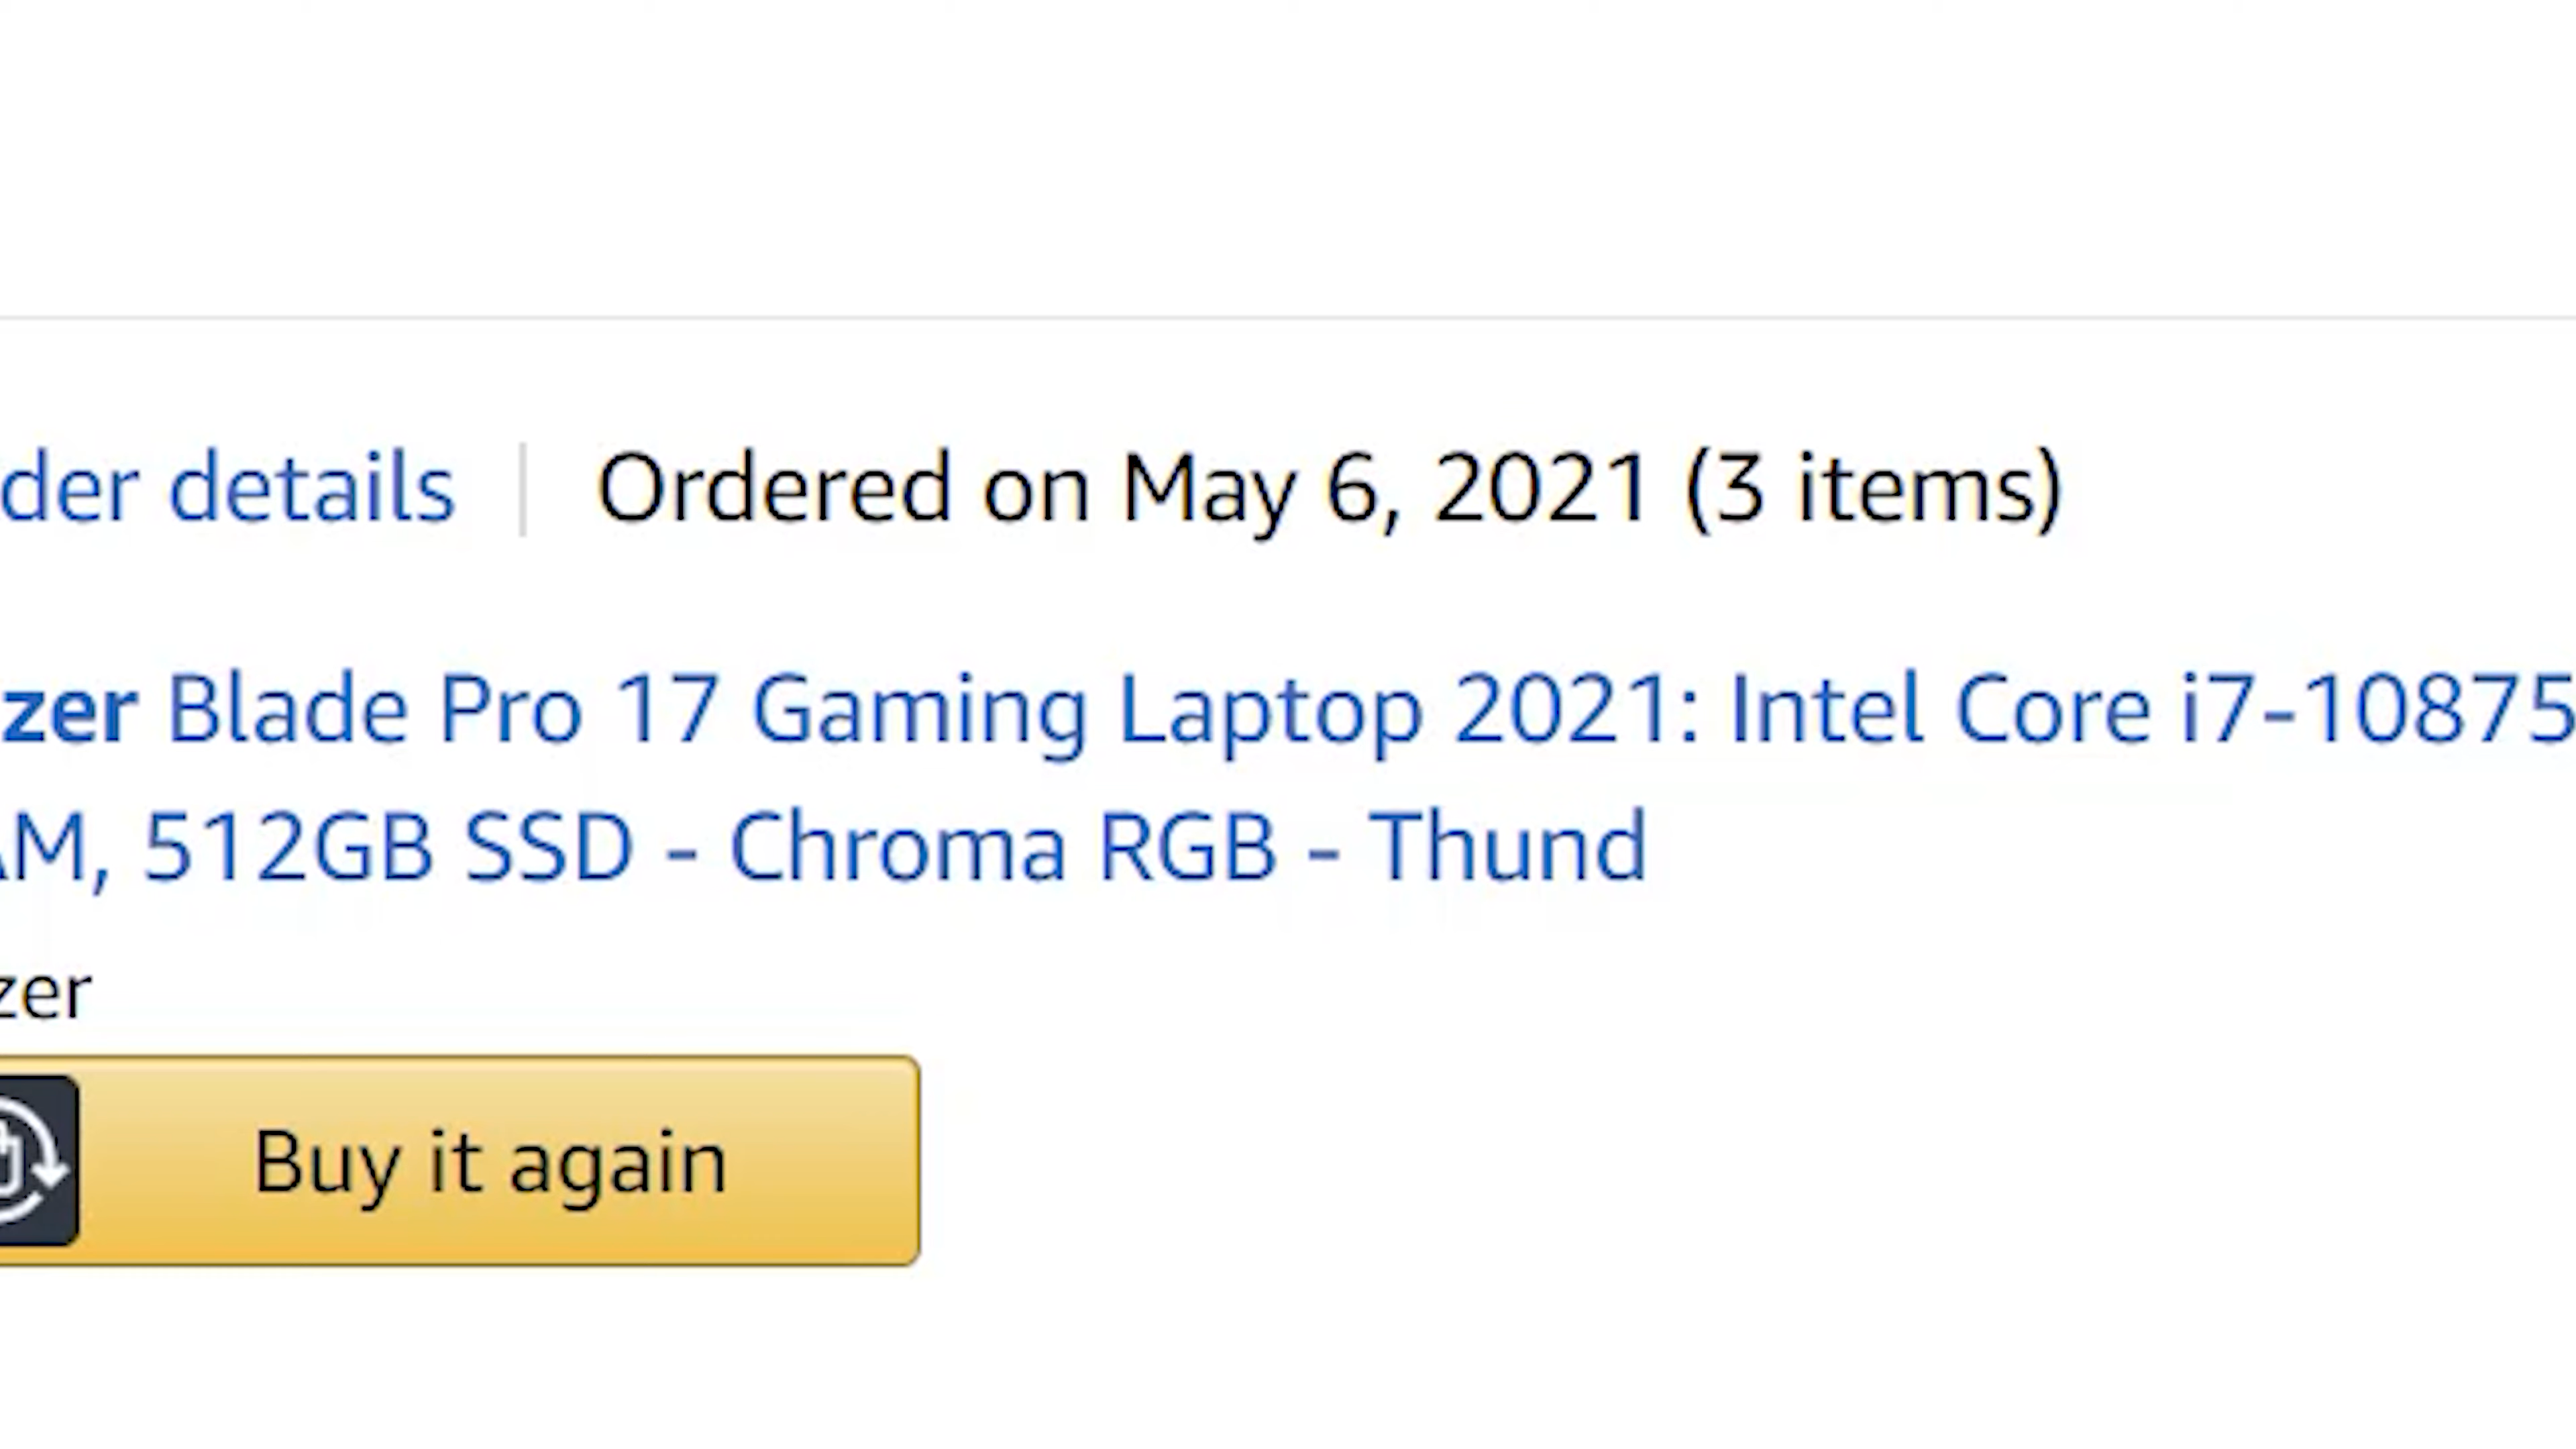 der details | Ordered on May 6, 2021 (3 items)
zer Blade Pro 17 Gaming Laptop 2021: Intel Core i7-10875
AM, 512GB SSD - Chroma RGB - Thund
zer
Buy it again